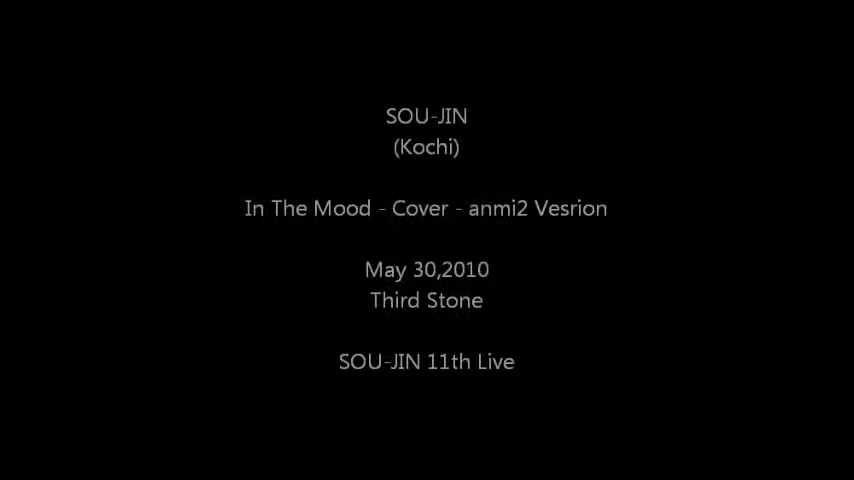 SOU-JIN
(Kochi)
In The Mood - Cover - anmi2 Vesrion
May 30,2010
Third Stone
SOU-JIN 11th Live